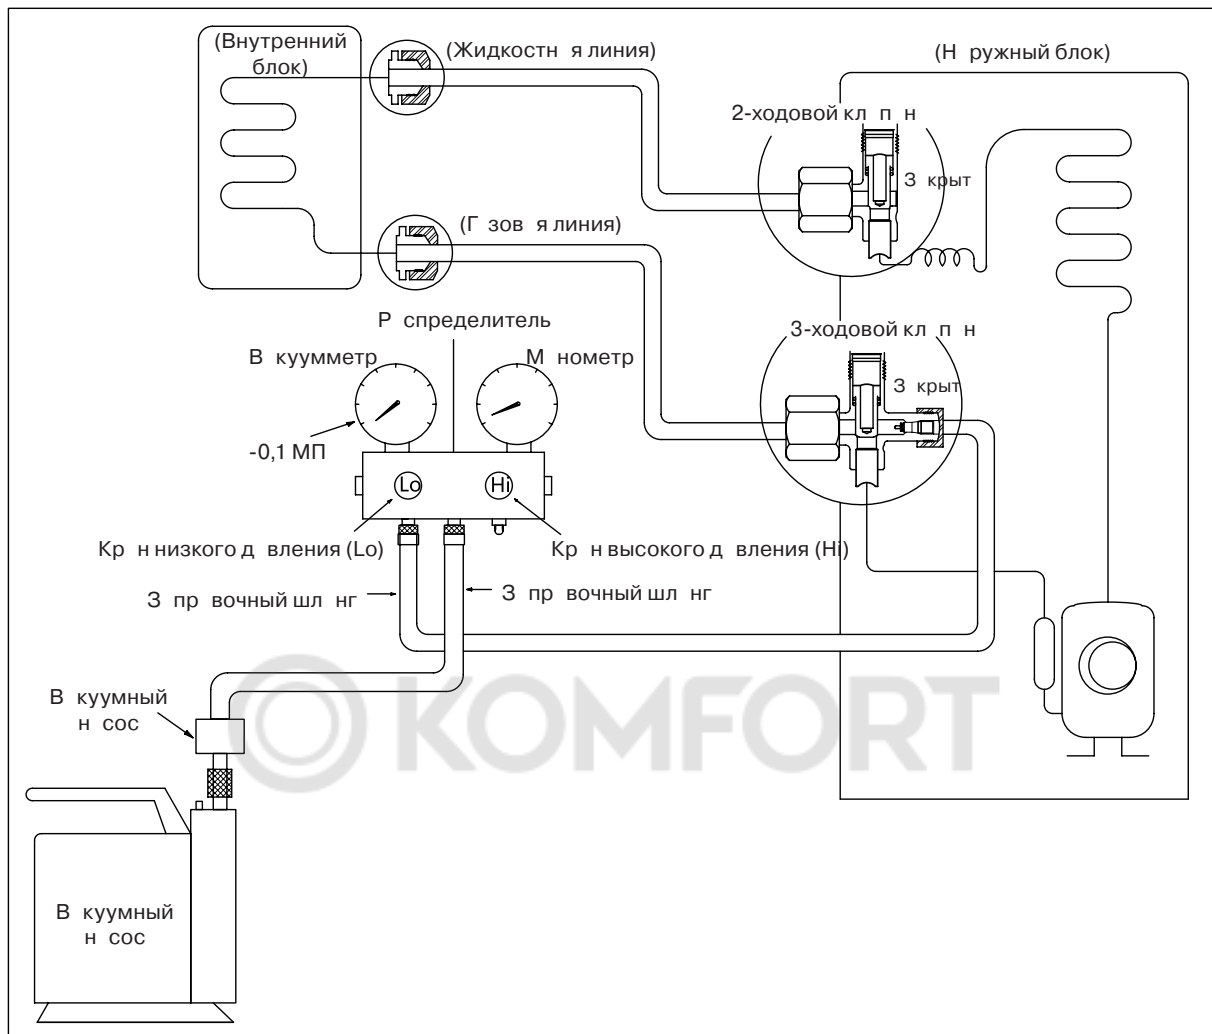 (Внутренний
блок)
(Жидкостн я линия)
(Н ружный блок)
2-ходовой кл п н
З крыт
(Г зов я линия)
Р спределитель
3-ходовой кл п н
В куумметр
М нометр
З крыт
-0,1 МП
Lo
Hi
Кр н низкого д вления (Lo)
Кр н высокого д вления (Hi)
З пр вочный шл нг
З пр вочный шл нг
KOMFORT
В куумный
н сос
В куумный
н сос